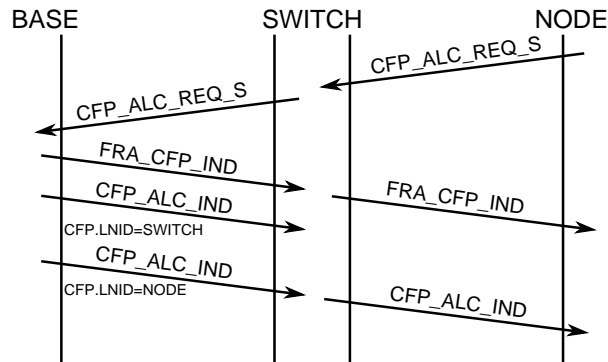 BASE SWITCH NODE
CFP_ALC_REQ_S
CFP_ALC_REQ_S
FRA_CFP_IND
CFP_ALC_IND
FRA_CFP_IND
CFP.LNID=SWITCH
CFP_ALC_IND
CFP.LNID=NODE
CFP_ALC_IND